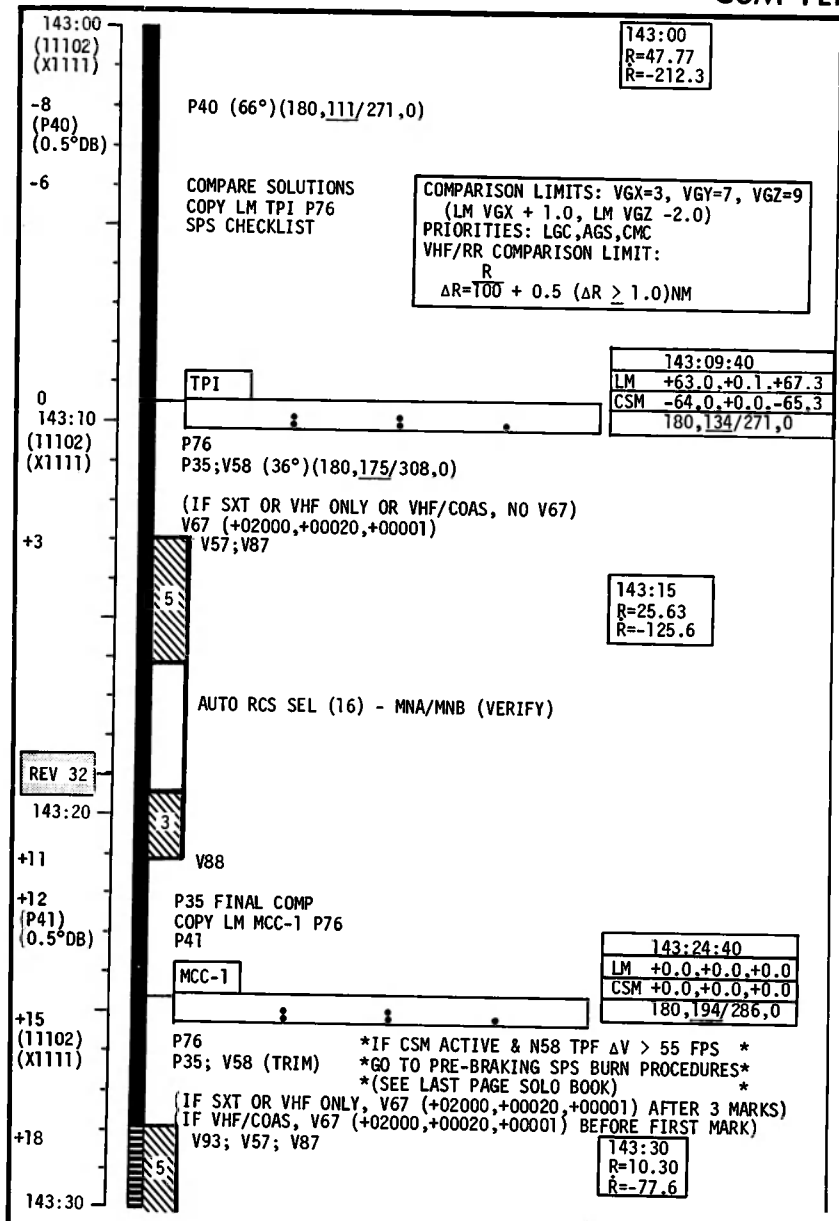 143:00
(11102)
(X1111)
143:00
R=47.77
Ṙ=-212.3
-8
(P40)
(0.5°DB)
P40 (66°)(180,111/271,0)
-6
COMPARE SOLUTIONS
COPY LM TPI P76
SPS CHECKLIST
COMPARISON LIMITS: VGX=3, VGY=7, VGZ=9
(LM VGX + 1.0, LM VGZ -2.0)
PRIORITIES: LGC,AGS,CMC
VHF/RR COMPARISON LIMIT:
R
ΔR=100 + 0.5 (ΔR ≥ 1.0)NM
TPI
143:09:40
LM +63.0,+0.1.+67.3
CSM -64.0,+0.0.-65.3
180,134/271,0
0
143:10
(11102)
(X1111)
P76
P35;V58 (36°)(180,175/308,0)
(IF SXT OR VHF ONLY OR VHF/COAS, NO V67)
V67 (+02000,+00020,+00001)
+3
V57;V87
5
143:15
R=25.63
Ṙ=-125.6
AUTO RCS SEL (16) - MNA/MNB (VERIFY)
REV 32
143:20
3
+11
V88
+12
(P41)
(0.5°DB)
P35 FINAL COMP
COPY LM MCC-1 P76
P41
MCC-1
143:24:40
LM +0.0,+0.0,+0.0
CSM +0.0,+0.0,+0.0
180,194/286,0
+15
(11102)
(X1111)
P76 *IF CSM ACTIVE & N58 TPF ΔV > 55 FPS *
P35; V58 (TRIM) *GO TO PRE-BRAKING SPS BURN PROCEDURES*
*(SEE LAST PAGE SOLO BOOK) *
(IF SXT OR VHF ONLY, V67 (+02000,+00020,+00001) AFTER 3 MARKS)
(IF VHF/COAS, V67 (+02000,+00020,+00001) BEFORE FIRST MARK)
+18
V93; V57; V87
5
143:30
R=10.30
Ṙ=-77.6
143:30